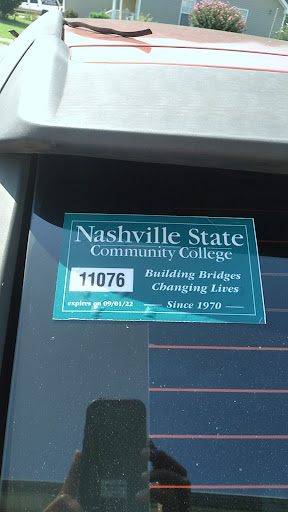 Nashville State
Community College
11076
Building Bridges
Changing Lives
expires on 09/01/22
Since 1970